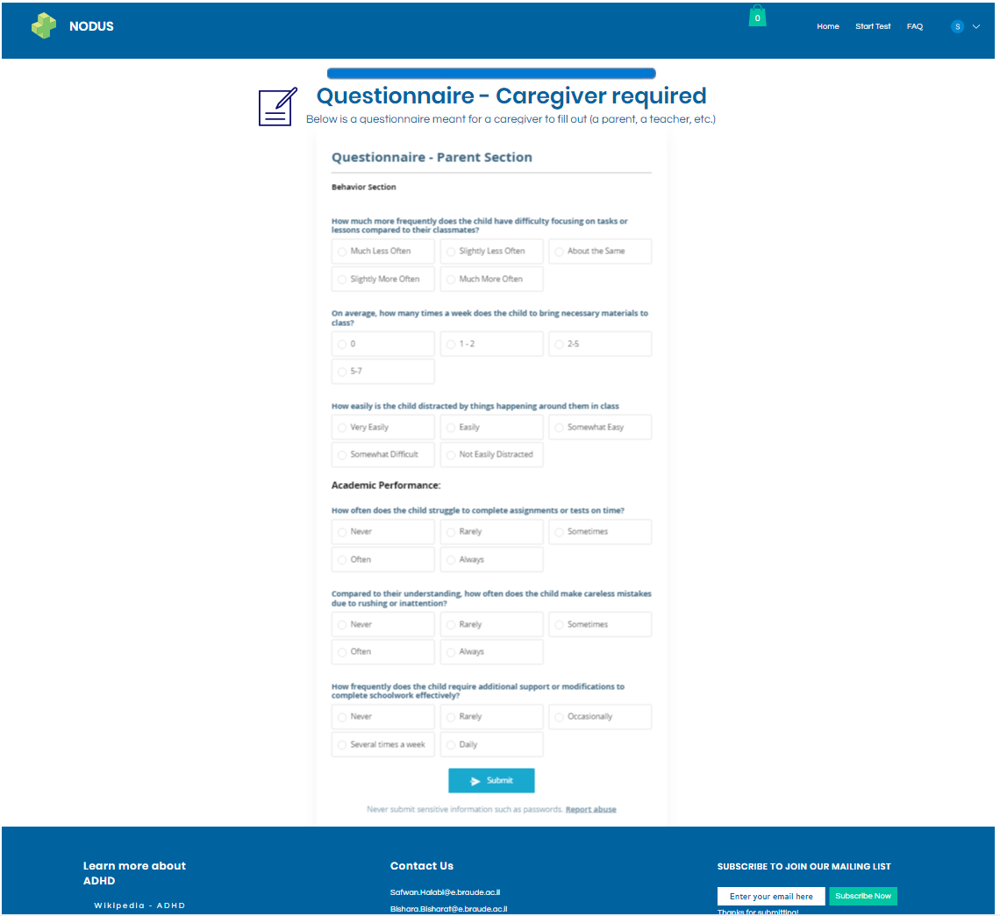 NODUS
0
Home Start Test FAQ S
Questionnaire - Caregiver required
Below is a questionnaire meant for a caregiver to fill out (a parent, a teacher, etc.)
Questionnaire - Parent Section
Behavior Section
How much more frequently does the child have difficulty focusing on tasks or
lessons compared to their classmates?
Much Less Often Slightly Less Often About the Same
Slightly More Often Much More Often
On average, how many times a week does the child to bring necessary materials to
class?
0 1 - 2 2-5
5-7
How easily is the child distracted by things happening around them in class
Very Easily Easily Somewhat Easy
Somewhat Difficult Not Easily Distracted
Academic Performance:
How often does the child struggle to complete assignments or tests on time?
Never Rarely Sometimes
Often Always
Compared to their understanding, how often does the child make careless mistakes
due to rushing or inattention?
Never Rarely Sometimes
Often Always
How frequently does the child require additional support or modifications to
complete schoolwork effectively?
Never Rarely Occasionally
Several times a week Daily
Submit
Never submit sensitive information such as passwords. Report abuse
Learn more about
ADHD
Wikipedia - ADHD
Contact Us
Safwan.Halabi@e.braude.ac.il
Bishara.Bisharat@e.braude.ac.il
SUBSCRIBE TO JOIN OUR MAILING LIST
Enter your email here Subscribe Now
Thanks for submitting!